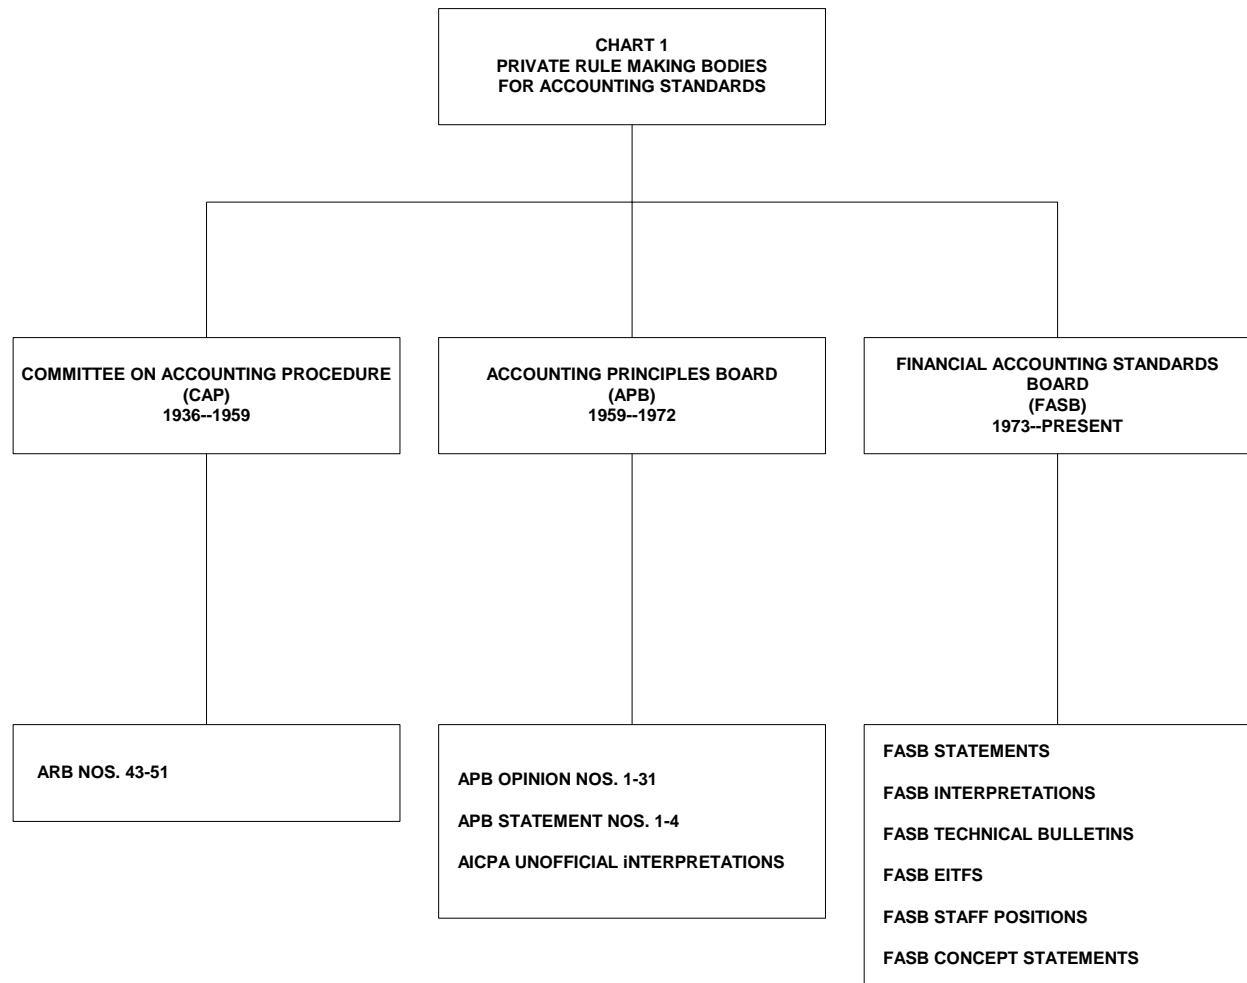 CHART 1
PRIVATE RULE MAKING BODIES
FOR ACCOUNTING STANDARDS
COMMITTEE ON ACCOUNTING PROCEDURE
(CAP)
1936--1959
ACCOUNTING PRINCIPLES BOARD
(APB)
1959--1972
FINANCIAL ACCOUNTING STANDARDS
BOARD
(FASB)
1973--PRESENT
ARB NOS. 43-51
APB OPINION NOS. 1-31
APB STATEMENT NOS. 1-4
AICPA UNOFFICIAL iNTERPRETATIONS
FASB STATEMENTS
FASB INTERPRETATIONS
FASB TECHNICAL BULLETINS
FASB EITFS
FASB STAFF POSITIONS
FASB CONCEPT STATEMENTS